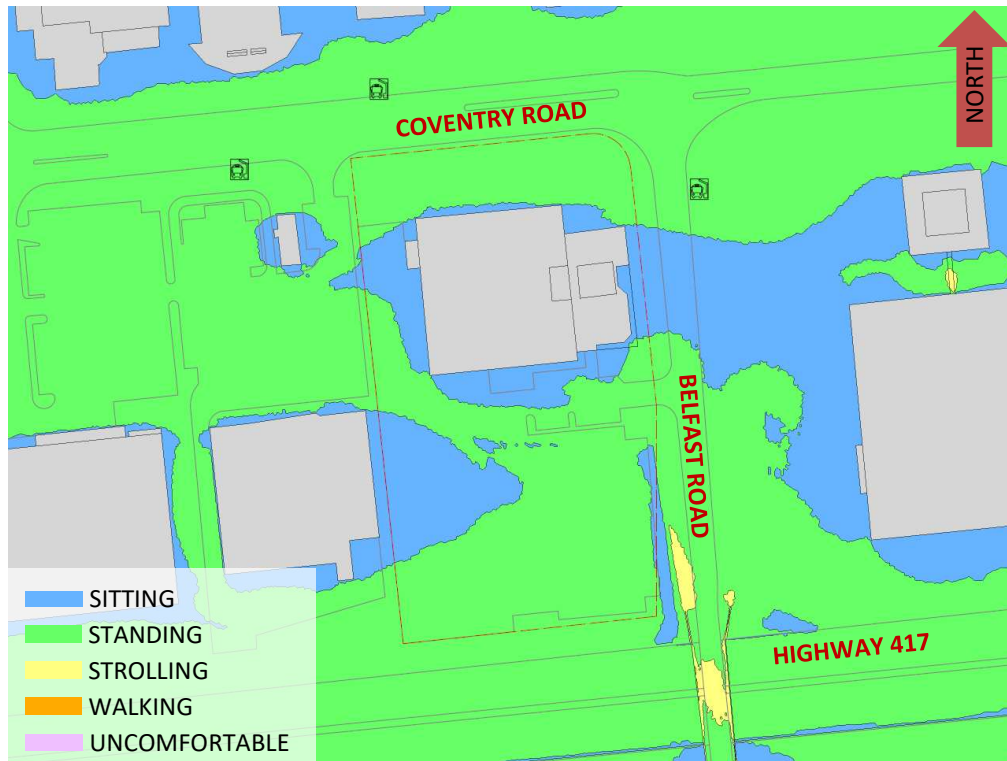 NORTH
COVENTRY ROAD
BELFAST ROAD
HIGHWAY 417
SITTING
STANDING
STROLLING
WALKING
UNCOMFORTABLE